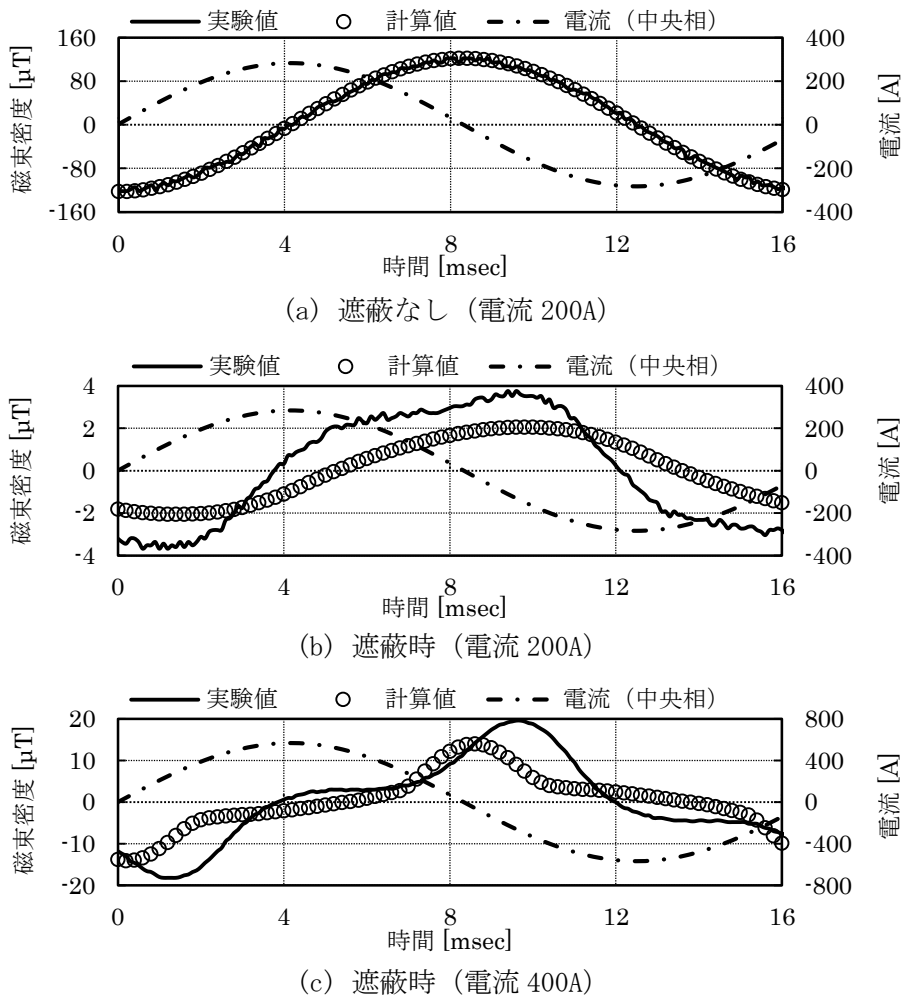 実験値 計算値 電流（中央相）
160 400
80 200
0 0
-80 -200
-160 -400
磁束密度 [μT]
電流 [A]
0 4 8 12 16
時間 [msec]
(a) 遮蔽なし（電流 200A）
実験値 計算値 電流（中央相）
4 400
2 200
0 0
-2 -200
-4 -400
磁束密度 [μT]
電流 [A]
0 4 8 12 16
時間 [msec]
(b) 遮蔽時（電流 200A）
実験値 計算値 電流（中央相）
20 800
10 400
0 0
-10 -400
-20 -800
磁束密度 [μT]
電流 [A]
0 4 8 12 16
時間 [msec]
(c) 遮蔽時（電流 400A）